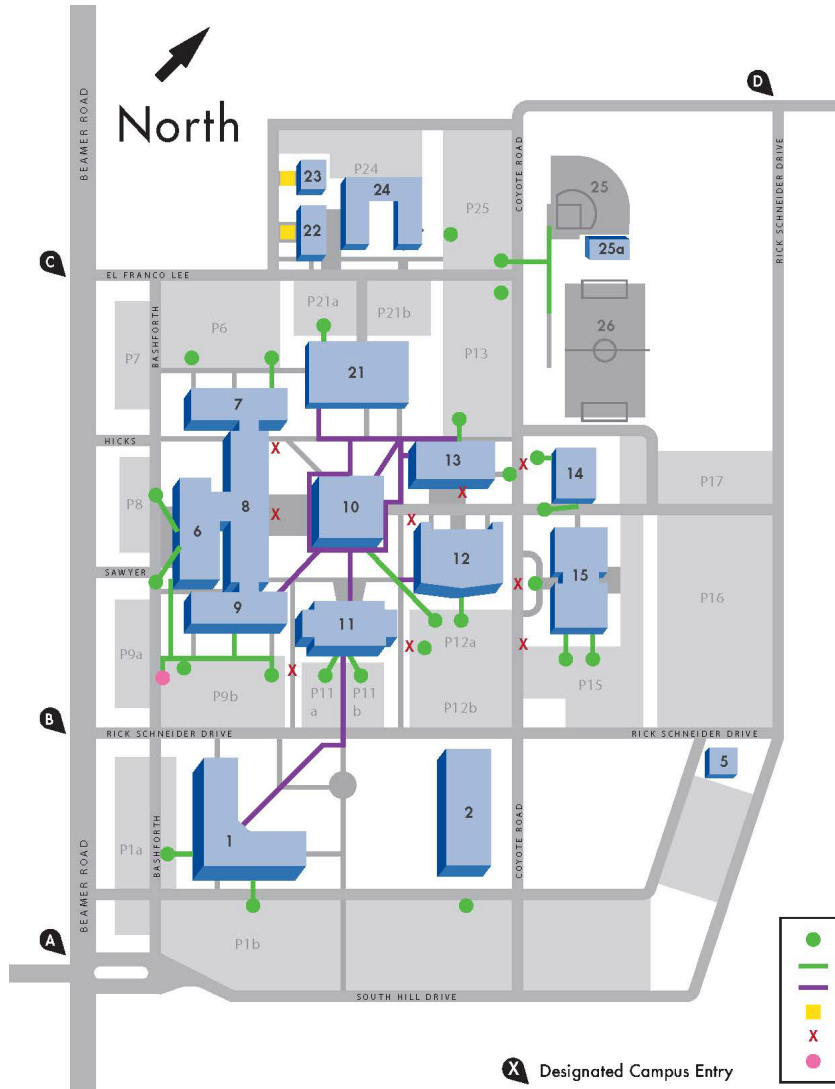 D
North
BEAMER ROAD
COYOTE ROAD
RICK SCHNEIDER DRIVE
P24
23
24
25
P25
22
25a
C
EL FRANCO LEE
P21a
P21b
BASHFORTH
P6
26
P7
P13
21
7
HICKS
X
13
X
14
P17
P8
X
10
X
8
X
6
12
SAWYER
X
15
P16
9
11
P9a
X
P12a
X
X
P9b
P11
a
P11
b
P12b
P15
B
RICK SCHNEIDER DRIVE
RICK SCHNEIDER DRIVE
5
2
1
P1a
BASHFORTH
COYOTE ROAD
BEAMER ROAD
A
P1b
SOUTH HILL DRIVE
X
X Designated Campus Entry